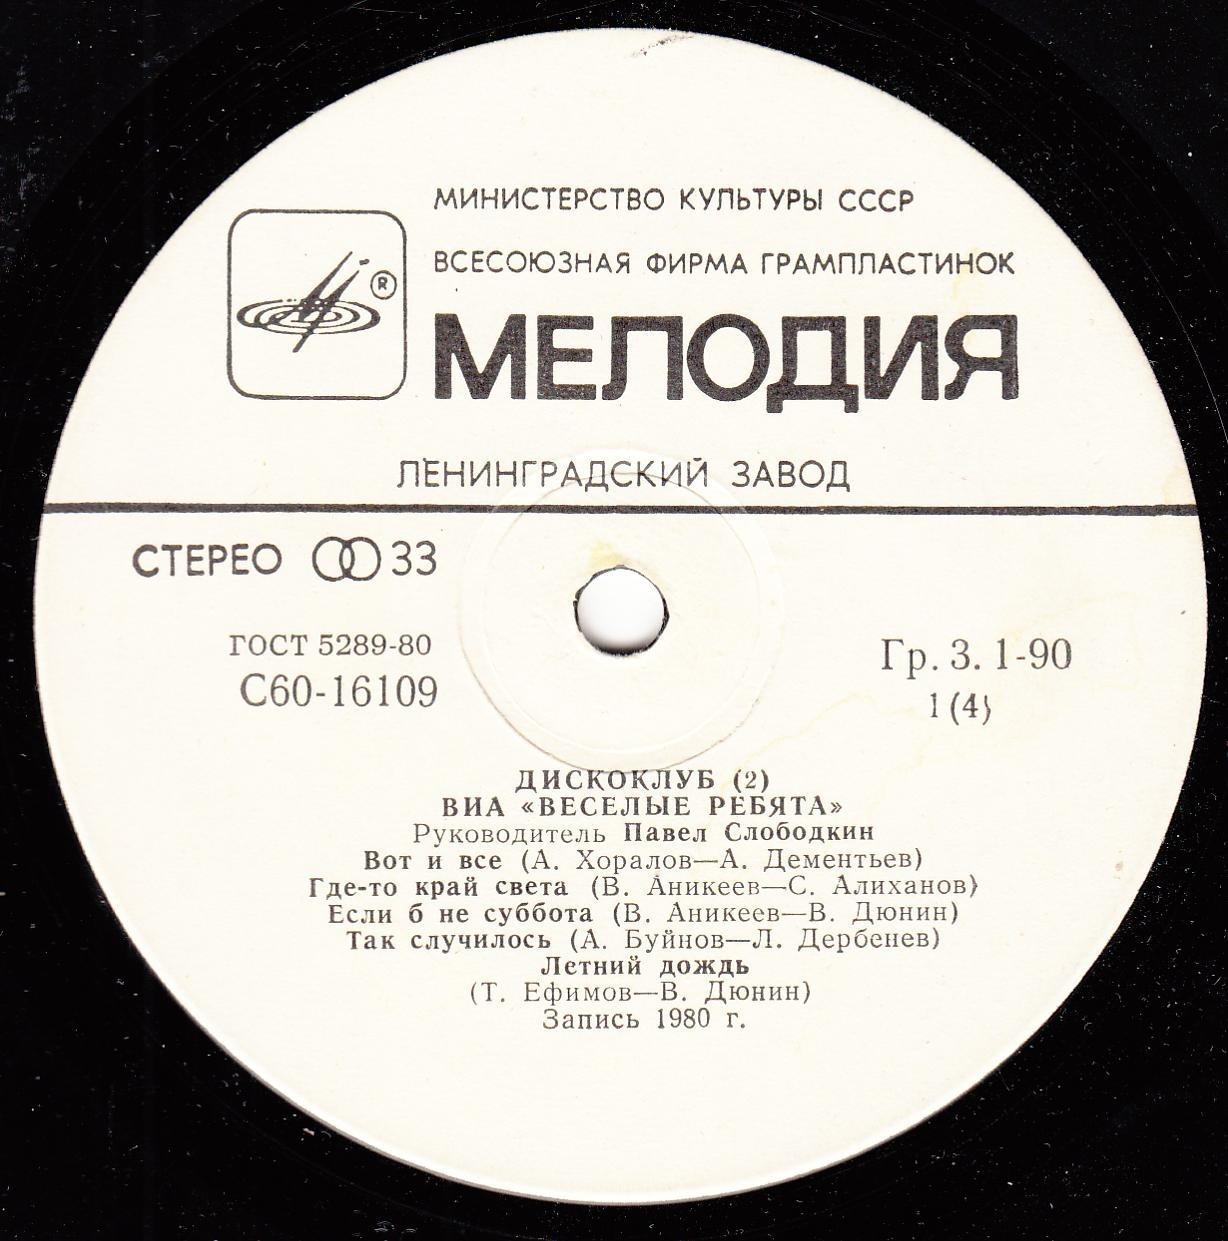 МИНИСТЕРСТВО КУЛЬТУРЫ СССР
ВСЕСОЮЗНАЯ ФИРМА ГРАМПЛАСТИНОК
®
МЕЛОДИЯ
ЛЕНИНГРАДСКИЙ ЗАВОД
СТЕРЕО 33
ГОСТ 5289-80
С60-16109
Гр. 3. 1-90
1 (4)
ДИСКОКЛУБ (2)
ВИА «ВЕСЕЛЫЕ РЕБЯТА»
Руководитель Павел Слободкин
Вот и все (А. Хоралов—А. Дементьев)
Где-то край света (В. Аникеев—С. Алиханов)
Если б не суббота (В. Аникеев—В. Дюнин)
Так случилось (А. Буйнов—Л. Дербенев)
Летний дождь
(Т. Ефимов—В. Дюнин)
Запись 1980 г.